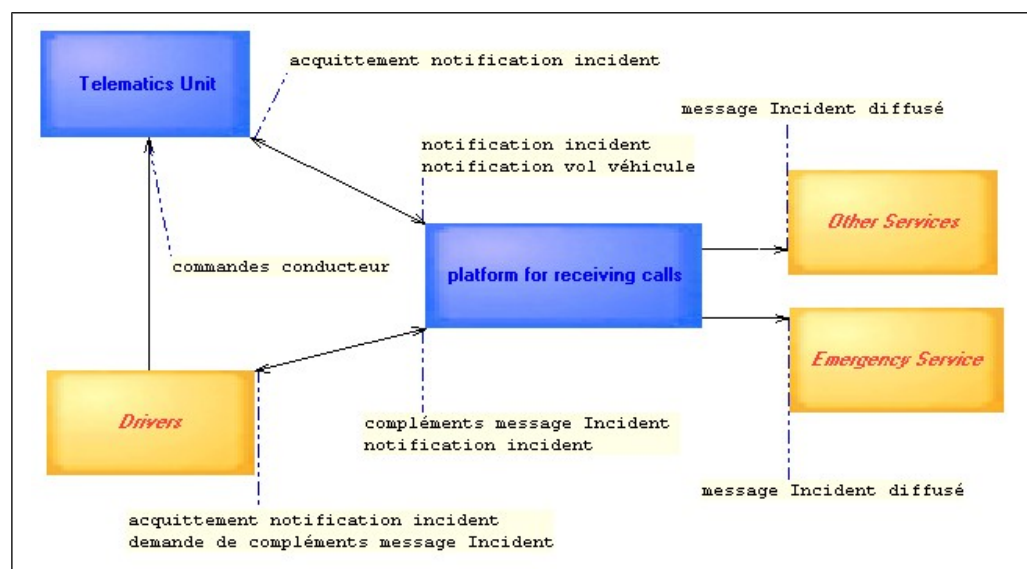 acquittement notification incident
Telematics Unit
message Incident diffusé
notification incident
notification vol véhicule
Other Services
commandes conducteur
platform for receiving calls
Emergency Service
Drivers
compléments message Incident
notification incident
message Incident diffusé
acquittement notification incident
demande de compléments message Incident